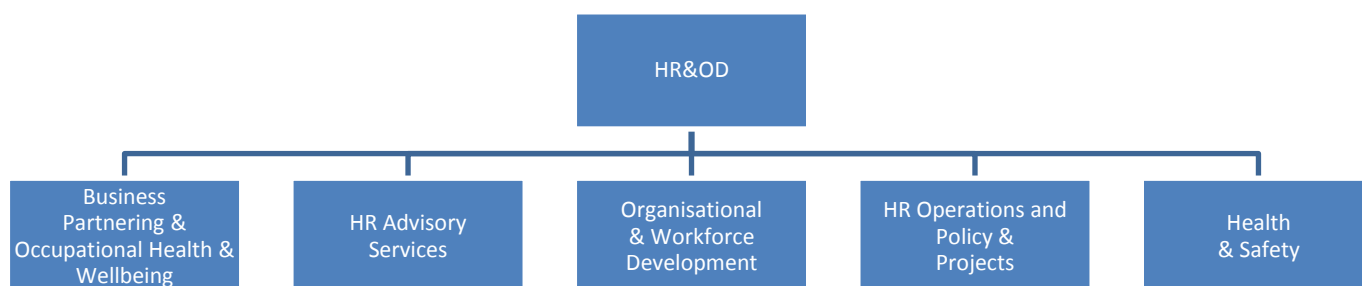 HR&OD
Business
Partnering &
Occupational Health &
Wellbeing
HR Advisory
Services
Organisational
& Workforce
Development
HR Operations and
Policy &
Projects
Health
& Safety